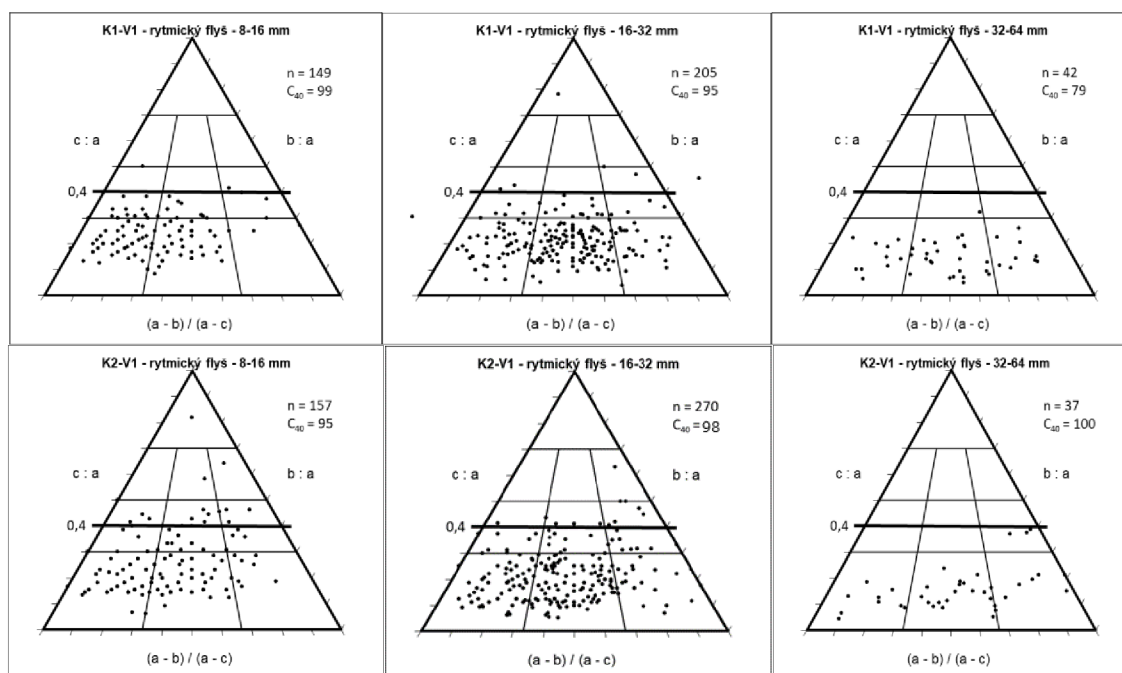 K1-V1 - rytmický flyš - 8-16 mm
n = 149
C₄₀ = 99
c : a
b : a
0,4
(a - b) / (a - c)
K1-V1 - rytmický flyš - 16-32 mm
n = 205
C₄₀ = 95
c : a
b : a
0,4
(a - b) / (a - c)
K1-V1 - rytmický flyš - 32-64 mm
n = 42
C₄₀ = 79
c : a
b : a
0,4
(a - b) / (a - c)
K2-V1 - rytmický flyš - 8-16 mm
n = 157
C₄₀ = 95
c : a
b : a
0,4
(a - b) / (a - c)
K2-V1 - rytmický flyš - 16-32 mm
n = 270
C₄₀ = 98
c : a
b : a
0,4
(a - b) / (a - c)
K2-V1 - rytmický flyš - 32-64 mm
n = 37
C₄₀ = 100
c : a
b : a
0,4
(a - b) / (a - c)